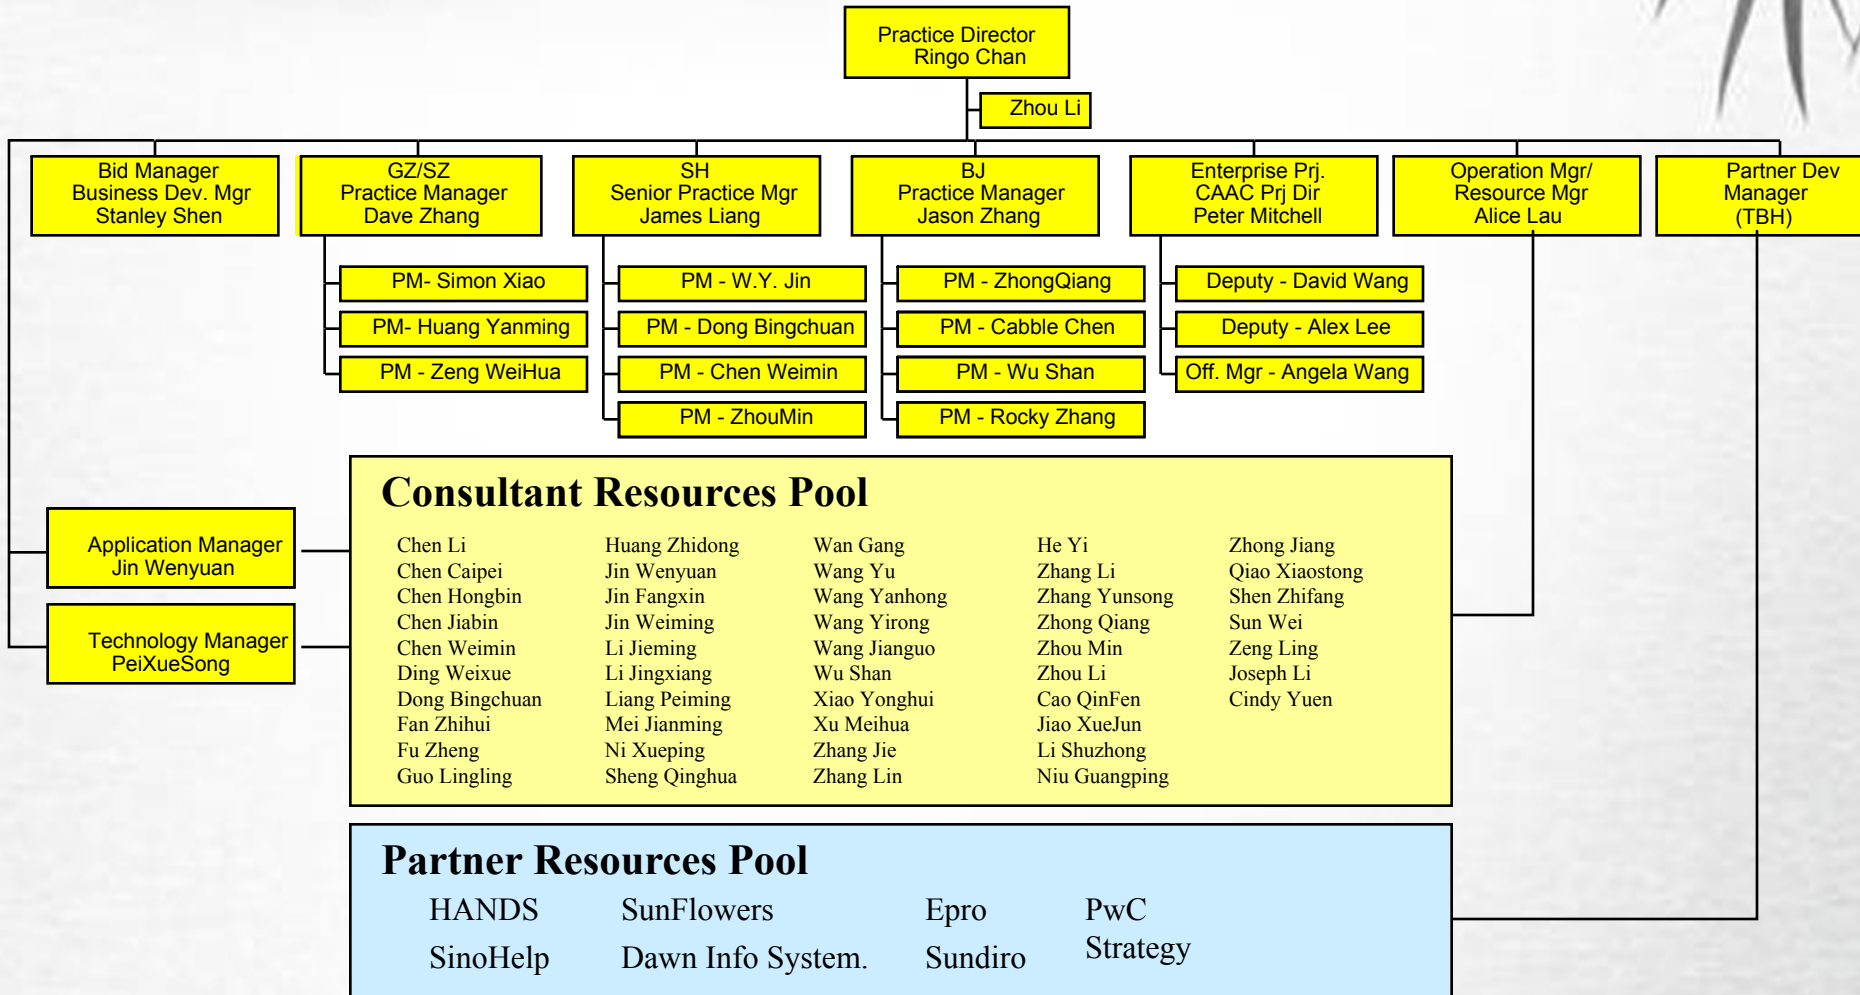 Practice Director
Ringo Chan
Zhou Li
Bid Manager
Business Dev. Mgr
Stanley Shen
GZ/SZ
Practice Manager
Dave Zhang
SH
Senior Practice Mgr
James Liang
BJ
Practice Manager
Jason Zhang
Enterprise Prj.
CAAC Prj Dir
Peter Mitchell
Operation Mgr/
Resource Mgr
Alice Lau
Partner Dev
Manager
(TBH)
PM- Simon Xiao
PM- Huang Yanming
PM - Zeng WeiHua
PM - W.Y. Jin
PM - Dong Bingchuan
PM - Chen Weimin
PM - ZhouMin
PM - ZhongQiang
PM - Cabble Chen
PM - Wu Shan
PM - Rocky Zhang
Deputy - David Wang
Deputy - Alex Lee
Off. Mgr - Angela Wang
Application Manager
Jin Wenyuan
Technology Manager
PeiXueSong
Consultant Resources Pool
Chen Li
Chen Caipei
Chen Hongbin
Chen Jiabin
Chen Weimin
Ding Weixue
Dong Bingchuan
Fan Zhihui
Fu Zheng
Guo Lingling
Huang Zhidong
Jin Wenyuan
Jin Fangxin
Jin Weiming
Li Jieming
Li Jingxiang
Liang Peiming
Mei Jianming
Ni Xueping
Sheng Qinghua
Wan Gang
Wang Yu
Wang Yanhong
Wang Yirong
Wang Jianguo
Wu Shan
Xiao Yonghui
Xu Meihua
Zhang Jie
Zhang Lin
He Yi
Zhang Li
Zhang Yunsong
Zhong Qiang
Zhou Min
Zhou Li
Cao QinFen
Jiao XueJun
Li Shuzhong
Niu Guangping
Zhong Jiang
Qiao Xiaostong
Shen Zhifang
Sun Wei
Zeng Ling
Joseph Li
Cindy Yuen
Partner Resources Pool
HANDS
SinoHelp
SunFlowers
Dawn Info System.
Epro
Sundiro
PwC
Strategy